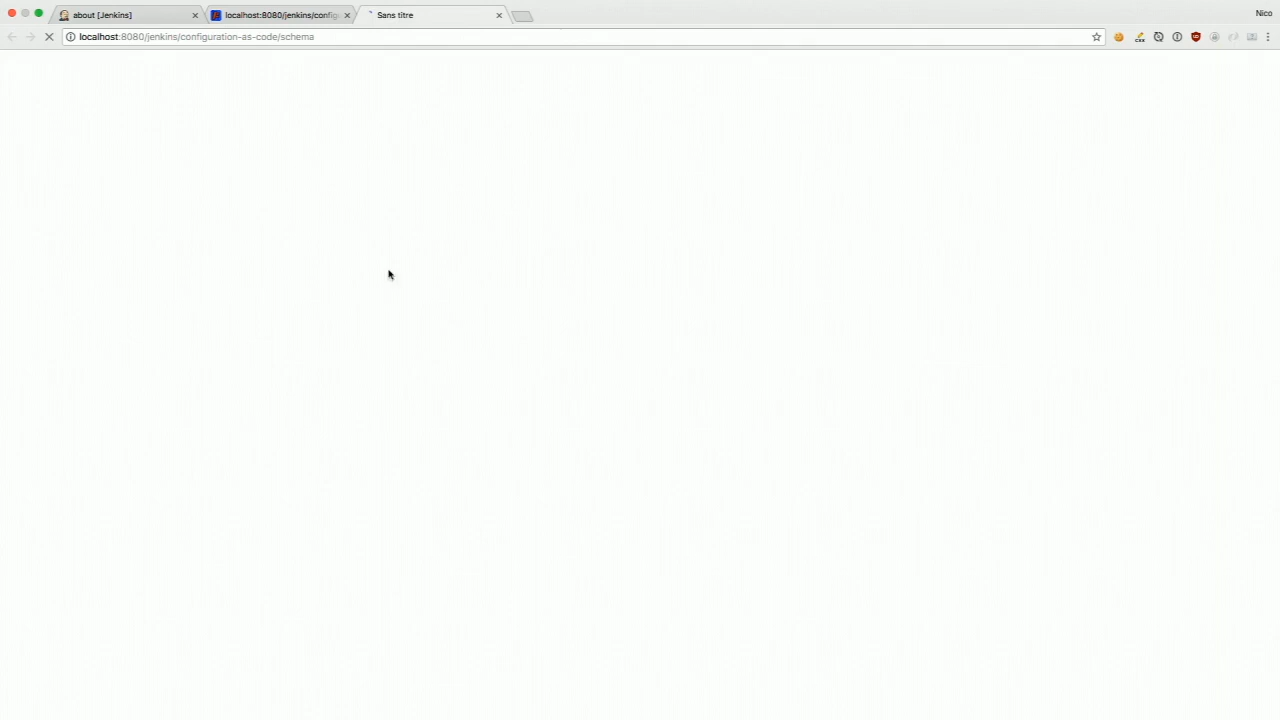 about [Jenkins]
localhost:8080/jenkins/config
Sans titre
Nico
localhost:8080/jenkins/configuration-as-code/schema